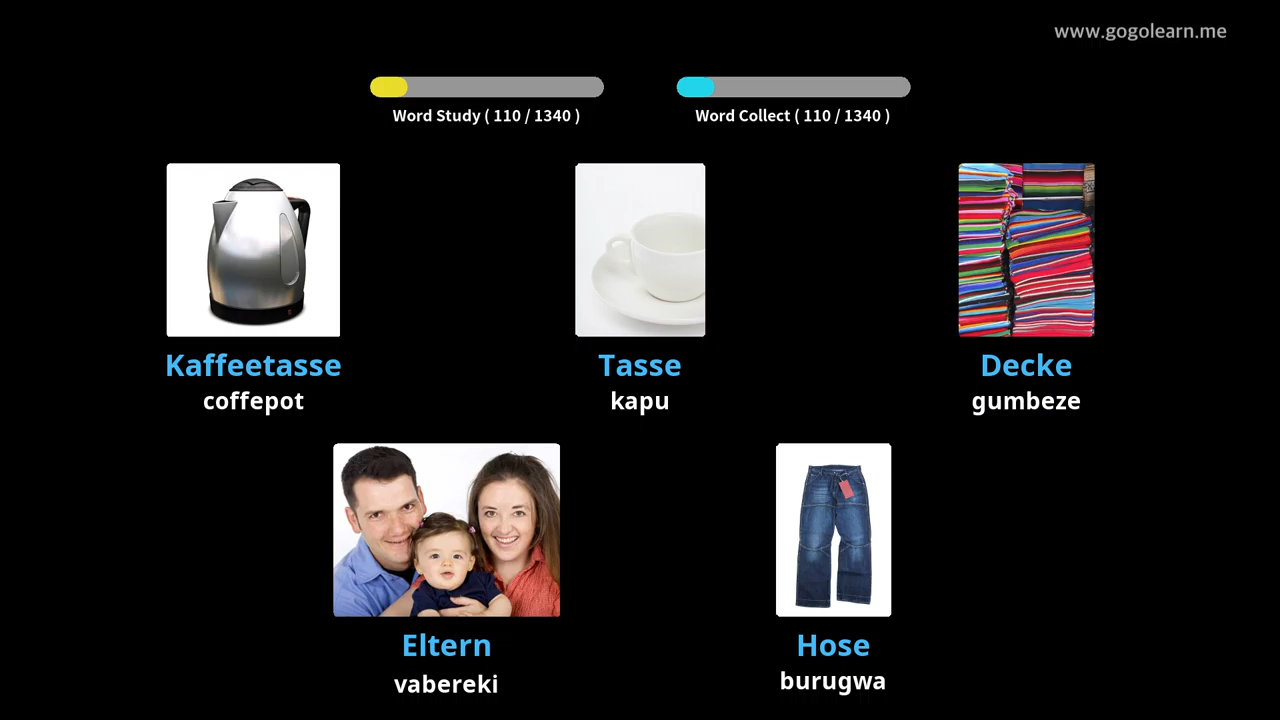 www.gogolearn.me
Word Study ( 110 / 1340 )
Word Collect ( 110 / 1340 )
Kaffeetasse
coffepot
Tasse
kapu
Decke
gumbeze
Eltern
vabereki
Hose
burugwa